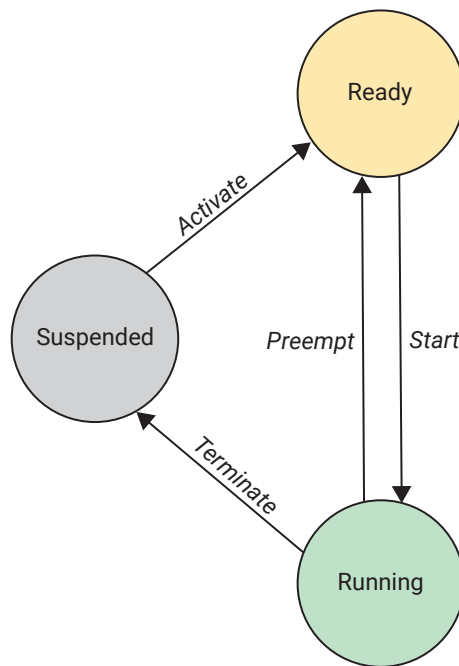 Ready
Activate
Suspended
Preempt
Start
Terminate
Running